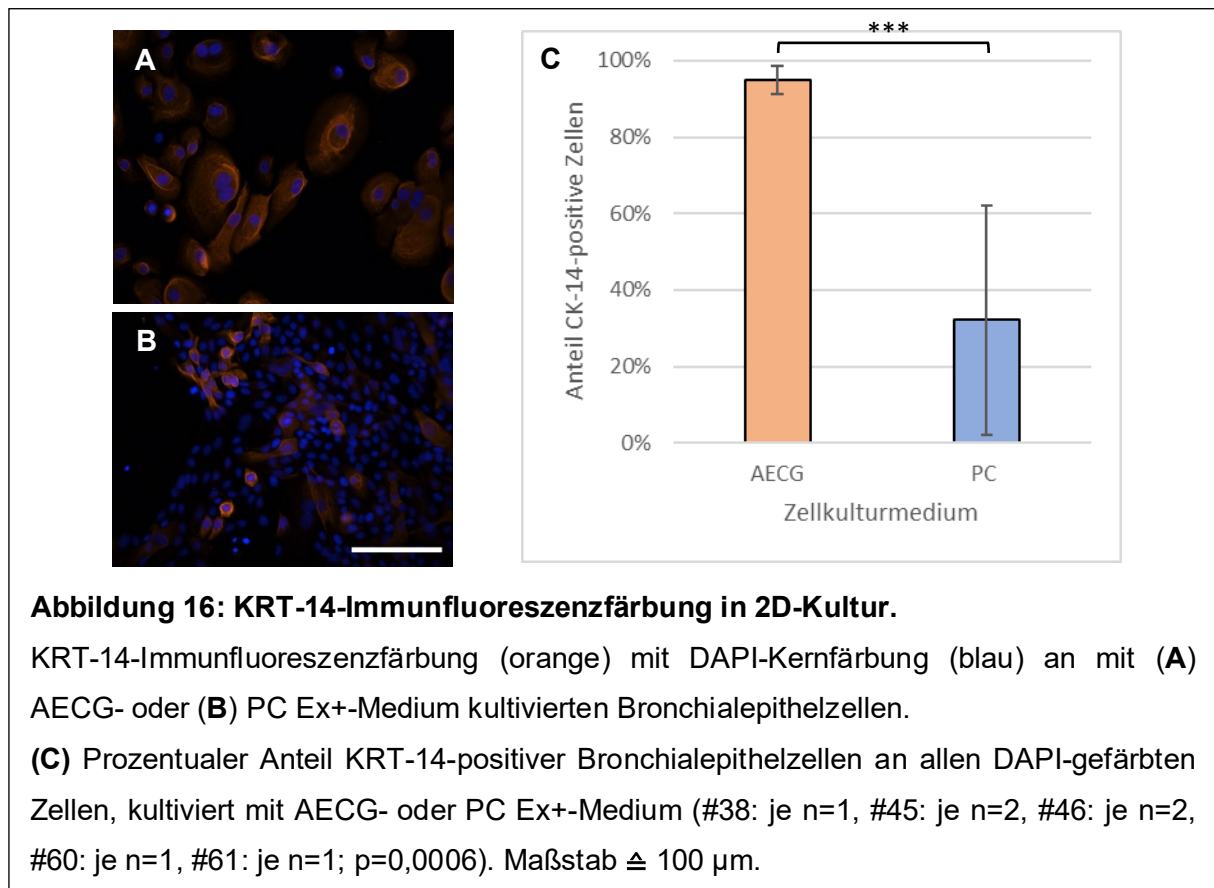 A
B
C
***
100%
80%
60%
40%
20%
0%
Anteil CK-14-positive Zellen
AECG
PC
Zellkulturmedium
Abbildung 16: KRT-14-Immunfluoreszenzfärbung in 2D-Kultur.
KRT-14-Immunfluoreszenzfärbung (orange) mit DAPI-Kernfärbung (blau) an mit (A)
AECG- oder (B) PC Ex+-Medium kultivierten Bronchialepithelzellen.
(C) Prozentualer Anteil KRT-14-positiver Bronchialepithelzellen an allen DAPI-gefärbten
Zellen, kultiviert mit AECG- oder PC Ex+-Medium (#38: je n=1, #45: je n=2, #46: je n=2,
#60: je n=1, #61: je n=1; p=0,0006). Maßstab ≙ 100 µm.